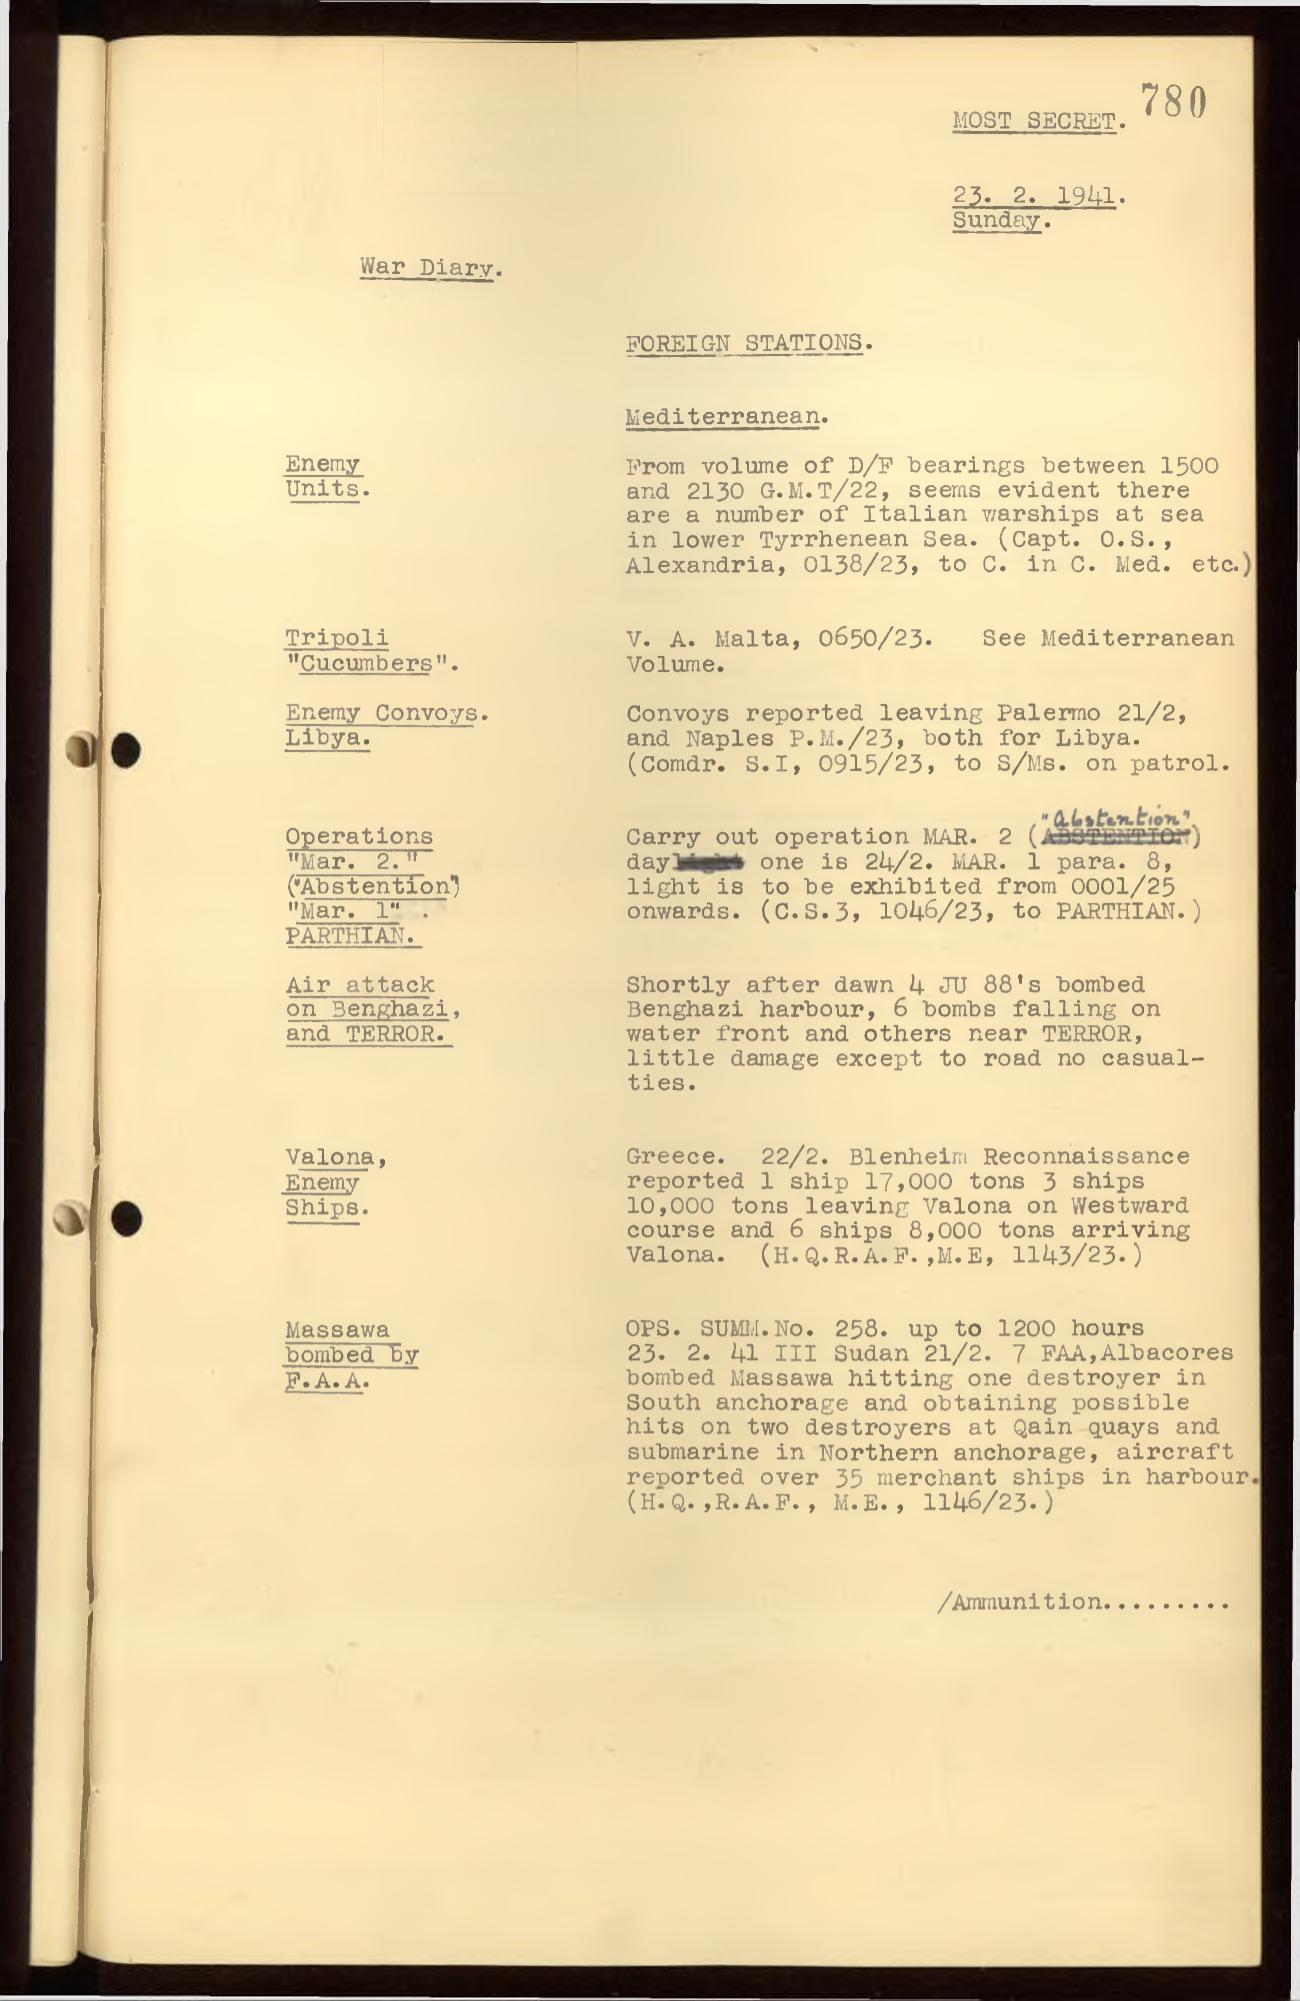 780
MOST SECRET.
23. 2. 1941.
Sunday.
War Diary.
FOREIGN STATIONS.
Mediterranean.
Enemy
Units.
From volume of D/F bearings between 1500
and 2130 G.M.T/22, seems evident there
are a number of Italian warships at sea
in lower Tyrrhenean Sea. (Capt. O.S.,
Alexandria, 0138/23, to C. in C. Med. etc.)
Tripoli
"Cucumbers".
V. A. Malta, 0650/23. See Mediterranean
Volume.
Enemy Convoys.
Libya.
Convoys reported leaving Palermo 21/2,
and Naples P.M./23, both for Libya.
(Comdr. S.I, 0915/23, to S/Ms. on patrol.
Operations
"Mar. 2."
("Abstention")
"Mar. 1" .
PARTHIAN.
"Abstention"
Carry out operation MAR. 2 (ABSTENTION)
day one is 24/2. MAR. 1 para. 8,
light is to be exhibited from 0001/25
onwards. (C.S.3, 1046/23, to PARTHIAN.)
Air attack
on Benghazi,
and TERROR.
Shortly after dawn 4 JU 88's bombed
Benghazi harbour, 6 bombs falling on
water front and others near TERROR,
little damage except to road no casual-
ties.
Valona,
Enemy
Ships.
Greece. 22/2. Blenheim Reconnaissance
reported 1 ship 17,000 tons 3 ships
10,000 tons leaving Valona on Westward
course and 6 ships 8,000 tons arriving
Valona. (H.Q.R.A.F.,M.E, 1143/23.)
Massawa
bombed by
F.A.A.
OPS. SUMM.No. 258. up to 1200 hours
23. 2. 41 III Sudan 21/2. 7 FAA,Albacores
bombed Massawa hitting one destroyer in
South anchorage and obtaining possible
hits on two destroyers at Qain quays and
submarine in Northern anchorage, aircraft
reported over 35 merchant ships in harbour.
(H.Q.,R.A.F., M.E., 1146/23.)
/Ammunition.........